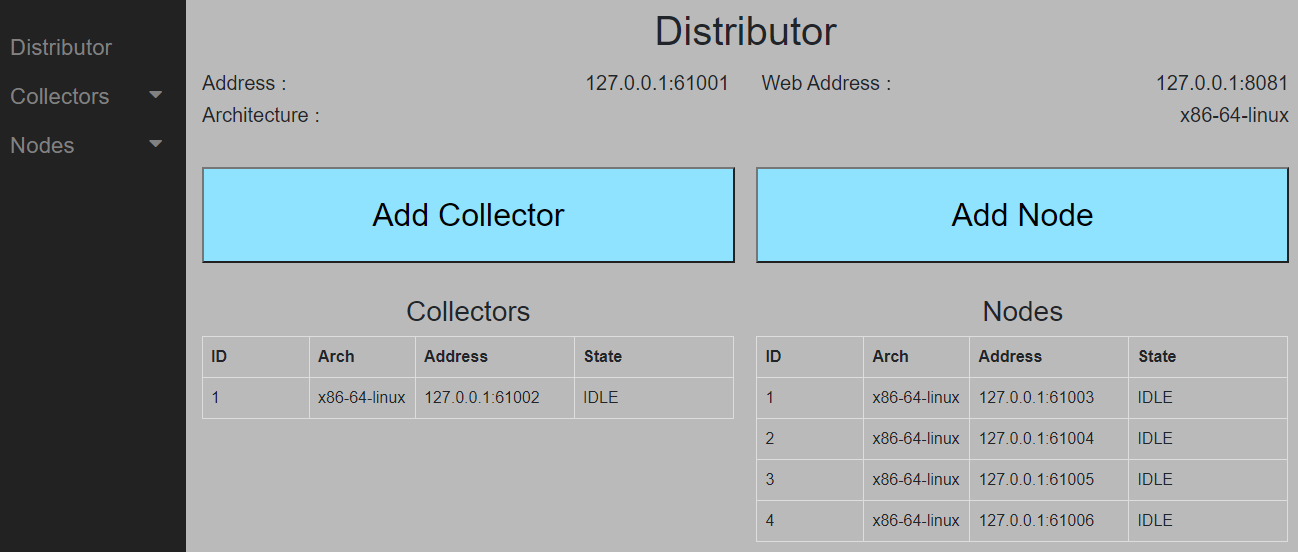 Distributor
Collectors
Nodes
Distributor
Address : 127.0.0.1:61001 Web Address : 127.0.0.1:8081
Architecture : x86-64-linux
Add Collector Add Node
Collectors
ID Arch Address State
1 x86-64-linux 127.0.0.1:61002 IDLE
Nodes
ID Arch Address State
1 x86-64-linux 127.0.0.1:61003 IDLE
2 x86-64-linux 127.0.0.1:61004 IDLE
3 x86-64-linux 127.0.0.1:61005 IDLE
4 x86-64-linux 127.0.0.1:61006 IDLE